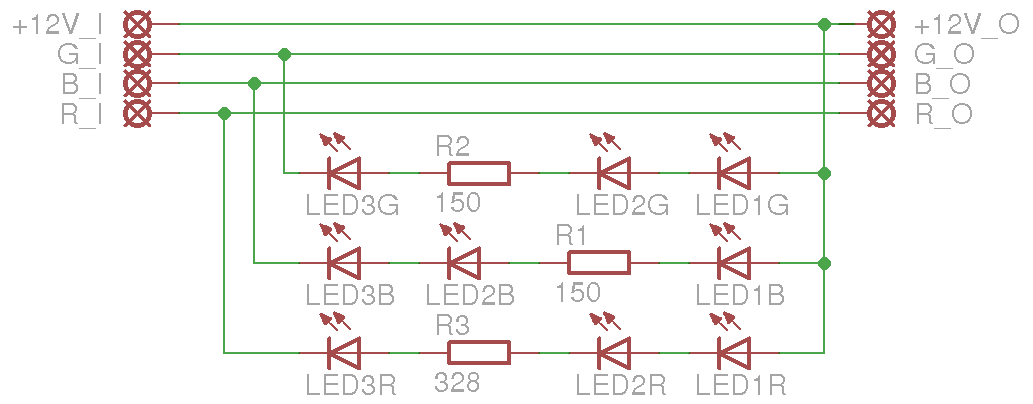 +12V_I +12V_O
G_I G_O
B_I B_O
R_I R_O
R2
150
LED3G LED2G LED1G
R1
150
LED3B LED2B LED1B
R3
328
LED3R LED2R LED1R